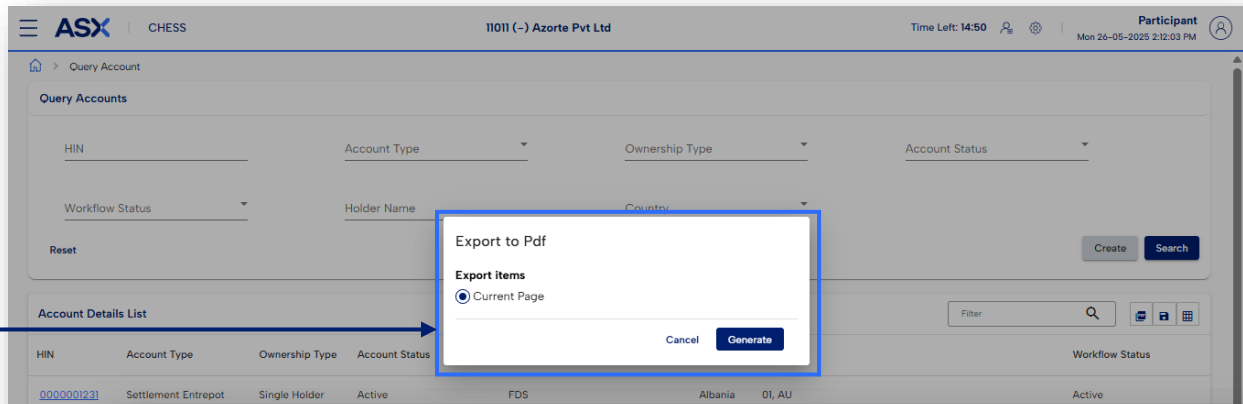 ASX CHESS 11011 (-) Azorte Pvt Ltd Time Left: 14:50 Participant
Mon 26-05-2025 2:12:03 PM
> Query Account
Query Accounts
HIN Account Type Ownership Type Account Status
Workflow Status Holder Name Country
Reset Create Search
Export to Pdf
Export items
Current Page
Cancel Generate
Account Details List Filter
HIN Account Type Ownership Type Account Status Workflow Status
0000001231 Settlement Entrepot Single Holder Active FDS Albania 01, AU Active